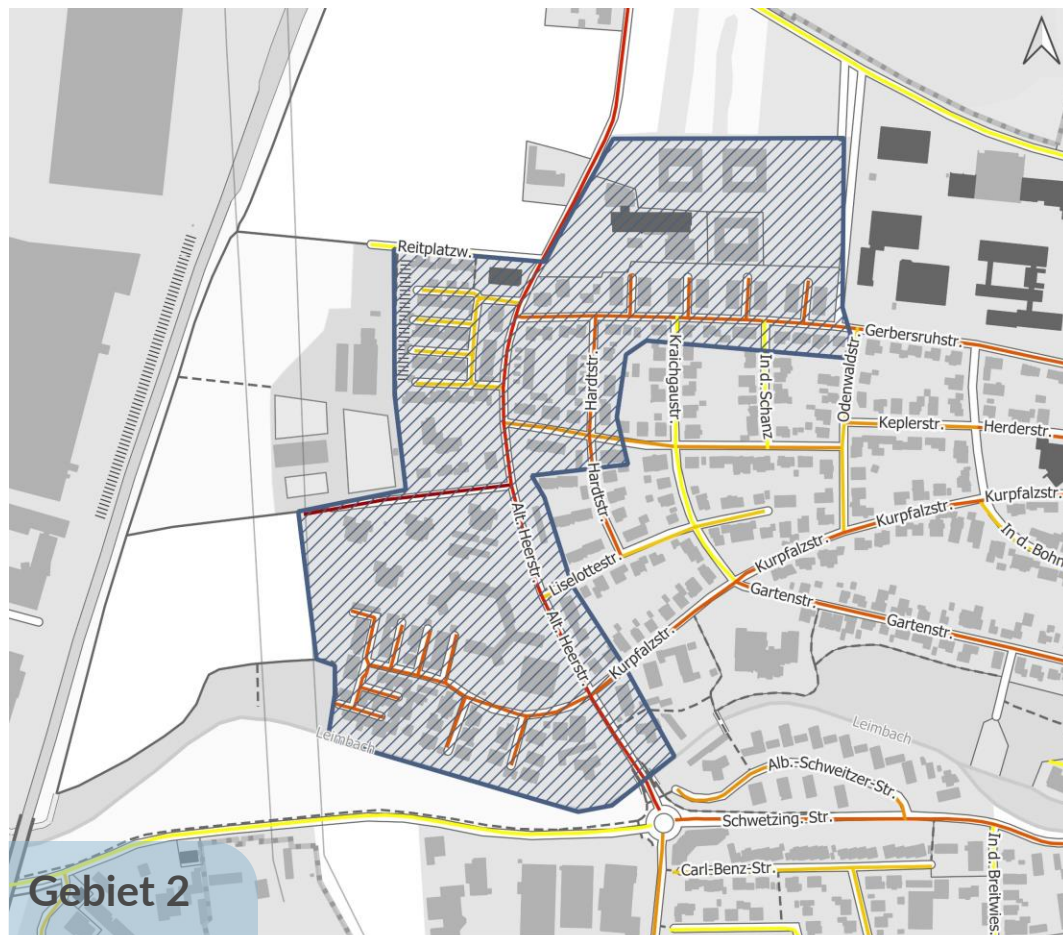 Reitplatzw.
Gerbersruhstr.
Hardtstr.
Kraichgaustr.
In d. Schanz
Odenwaldstr.
Keplerstr.
Herderstr.
Hardtstr.
Kurpfalzstr.
Kurpfalzstr.
In d. Bohn
Alt. Heerstr.
Liselottestr.
Kurpfalzstr.
Gartenstr.
Gartenstr.
Alt. Heerstr.
Kurpfalzstr.
Leimbach
Leimbach
Alb.-Schweitzer-Str.
Schwetzing. Str.
Carl-Benz-Str.
In d. Breitwies.
Gebiet 2